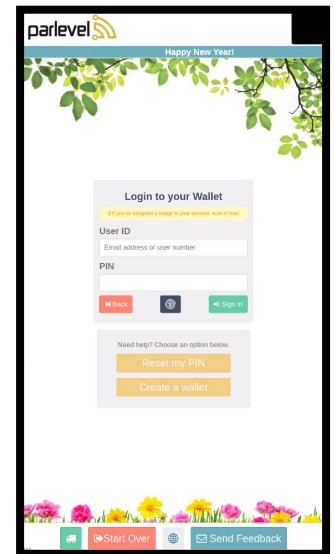 parlevel
Happy New Year!
Login to your Wallet
If you've assigned a badge to your account, scan it now!
User ID
Email address or user number
PIN
Back
Sign In
Need help? Choose an option below.
Reset my PIN
Create a wallet
Start Over
Send Feedback